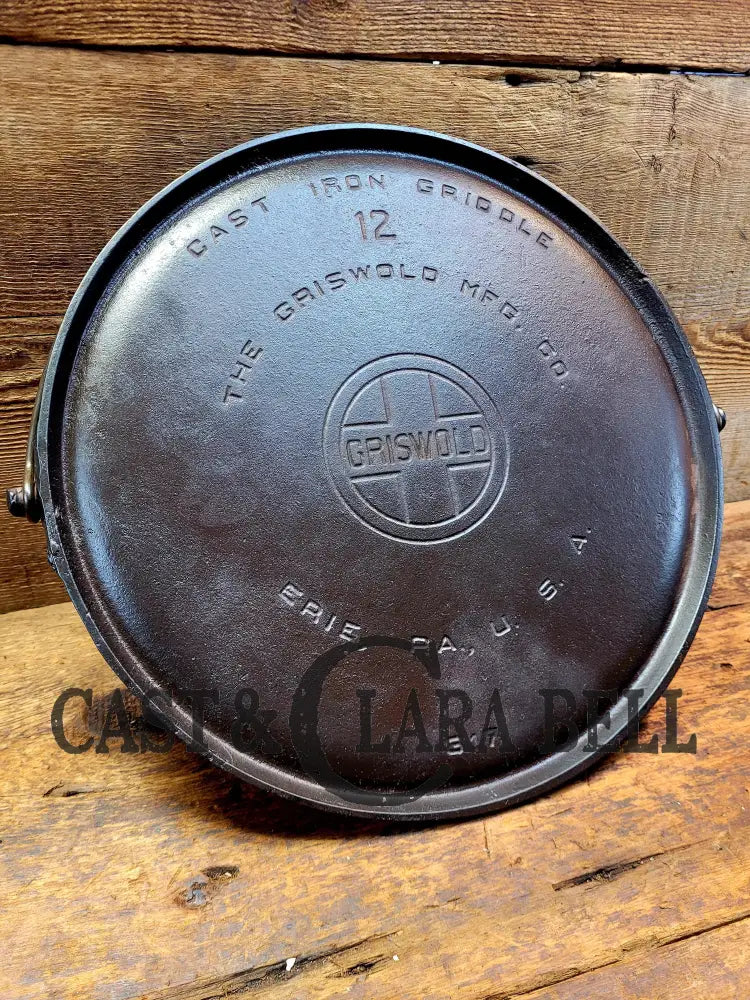 CAST IRON GRIDDLE
12
THE GRISWOLD MFG. CO.
GRISWOLD
ERIE, PA., U. S. A.
CAST & CLARA BELL